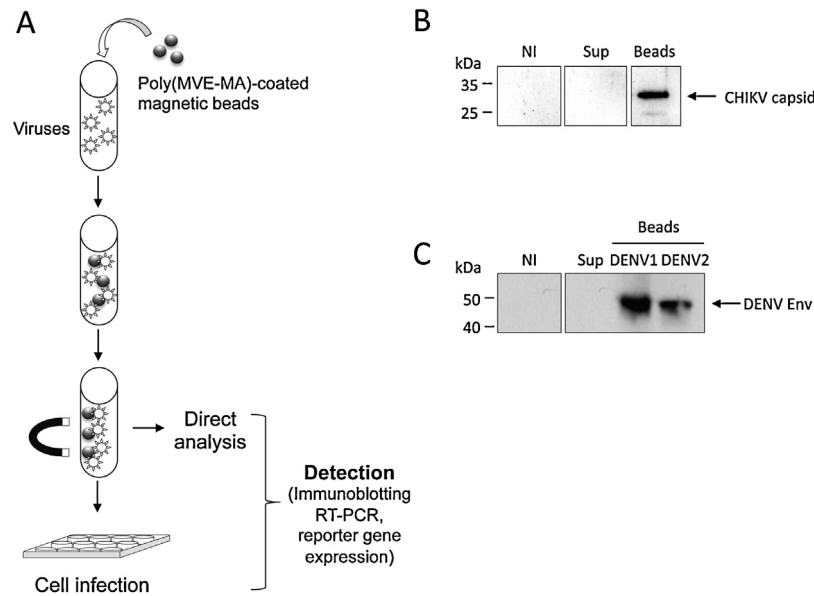 A
Poly(MVE-MA)-coated
magnetic beads
Viruses
Direct
analysis
Detection
(Immunoblotting
RT-PCR,
reporter gene
expression)
Cell infection
B
kDa
NI
Sup
Beads
35
25
CHIKV capsid
C
Beads
kDa
NI
Sup
DENV1
DENV2
50
40
DENV Env